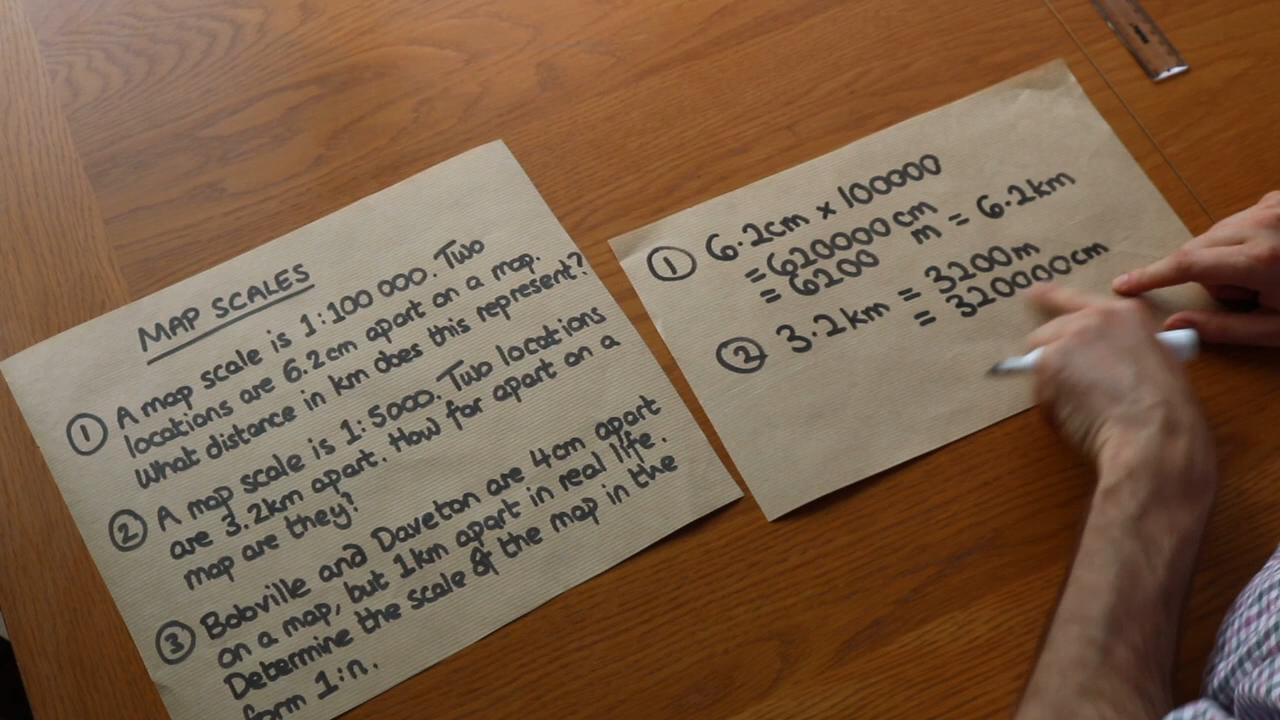 MAP SCALES
① A map scale is 1:100 000. Two
locations are 6.2cm apart on a map.
What distance in km does this represent?
② A map scale is 1:5000. Two locations
are 3.2km apart. How far apart on a
map are they?
③ Bobville and Daveton are 4cm apart
on a map, but 1km apart in real life.
Determine the scale of the map in the
form 1:n.
① 6.2cm × 100000
= 620000cm
= 6200 m = 6.2km
② 3.2km = 3200m
= 320000cm